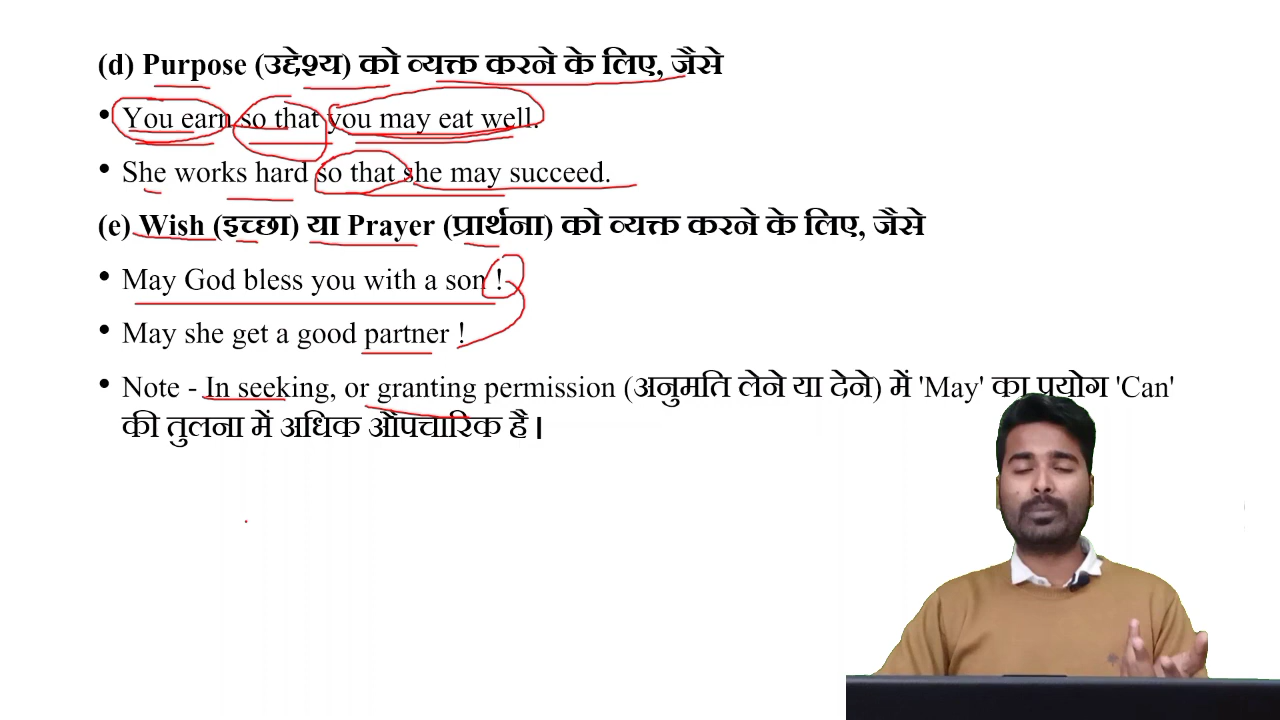 (d) Purpose (उद्देश्य) को व्यक्त करने के लिए, जैसे
• You earn so that you may eat well.
• She works hard so that she may succeed.
(e) Wish (इच्छा) या Prayer (प्रार्थना) को व्यक्त करने के लिए, जैसे
• May God bless you with a son !
• May she get a good partner !
• Note - In seeking, or granting permission (अनुमति लेने या देने) में 'May' का प्रयोग 'Can'
की तुलना में अधिक औपचारिक है।